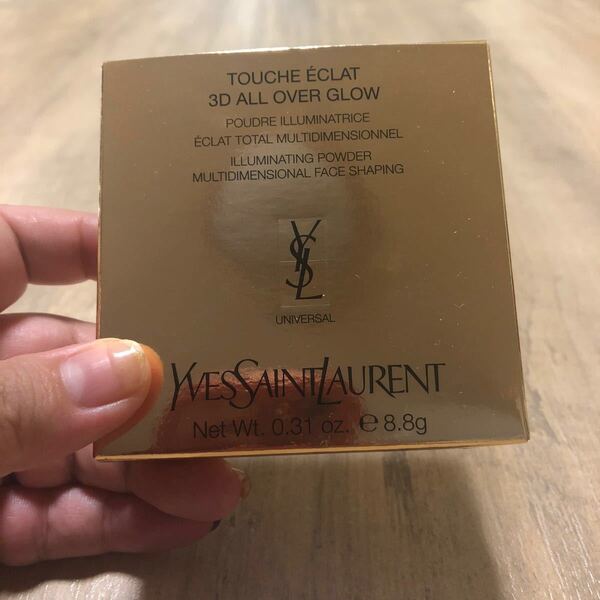 TOUCHE ÉCLAT
3D ALL OVER GLOW
POUDRE ILLUMINATRICE
ÉCLAT TOTAL MULTIDIMENSIONNEL
ILLUMINATING POWDER
MULTIDIMENSIONAL FACE SHAPING
YSL
UNIVERSAL
YVESSAINTLAURENT
Net Wt. 0.31 oz. ℮ 8.8g